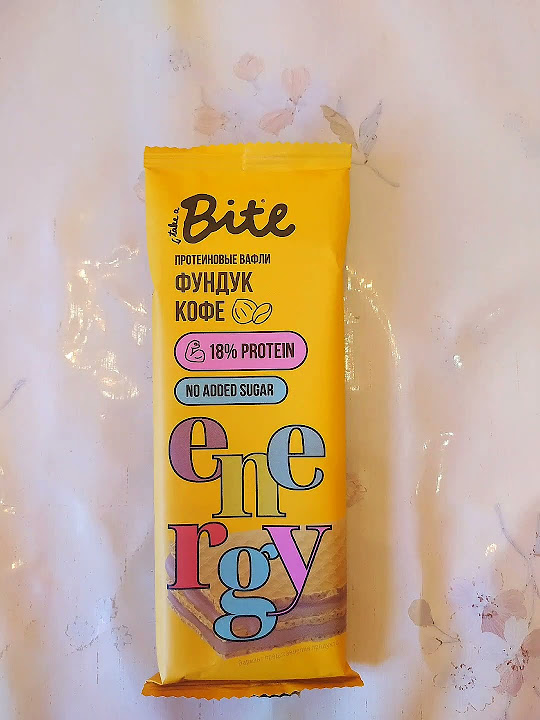 take a
Bite
ПРОТЕИНОВЫЕ ВАФЛИ
ФУНДУК
КОФЕ
18% PROTEIN
NO ADDED SUGAR
ene
rgy